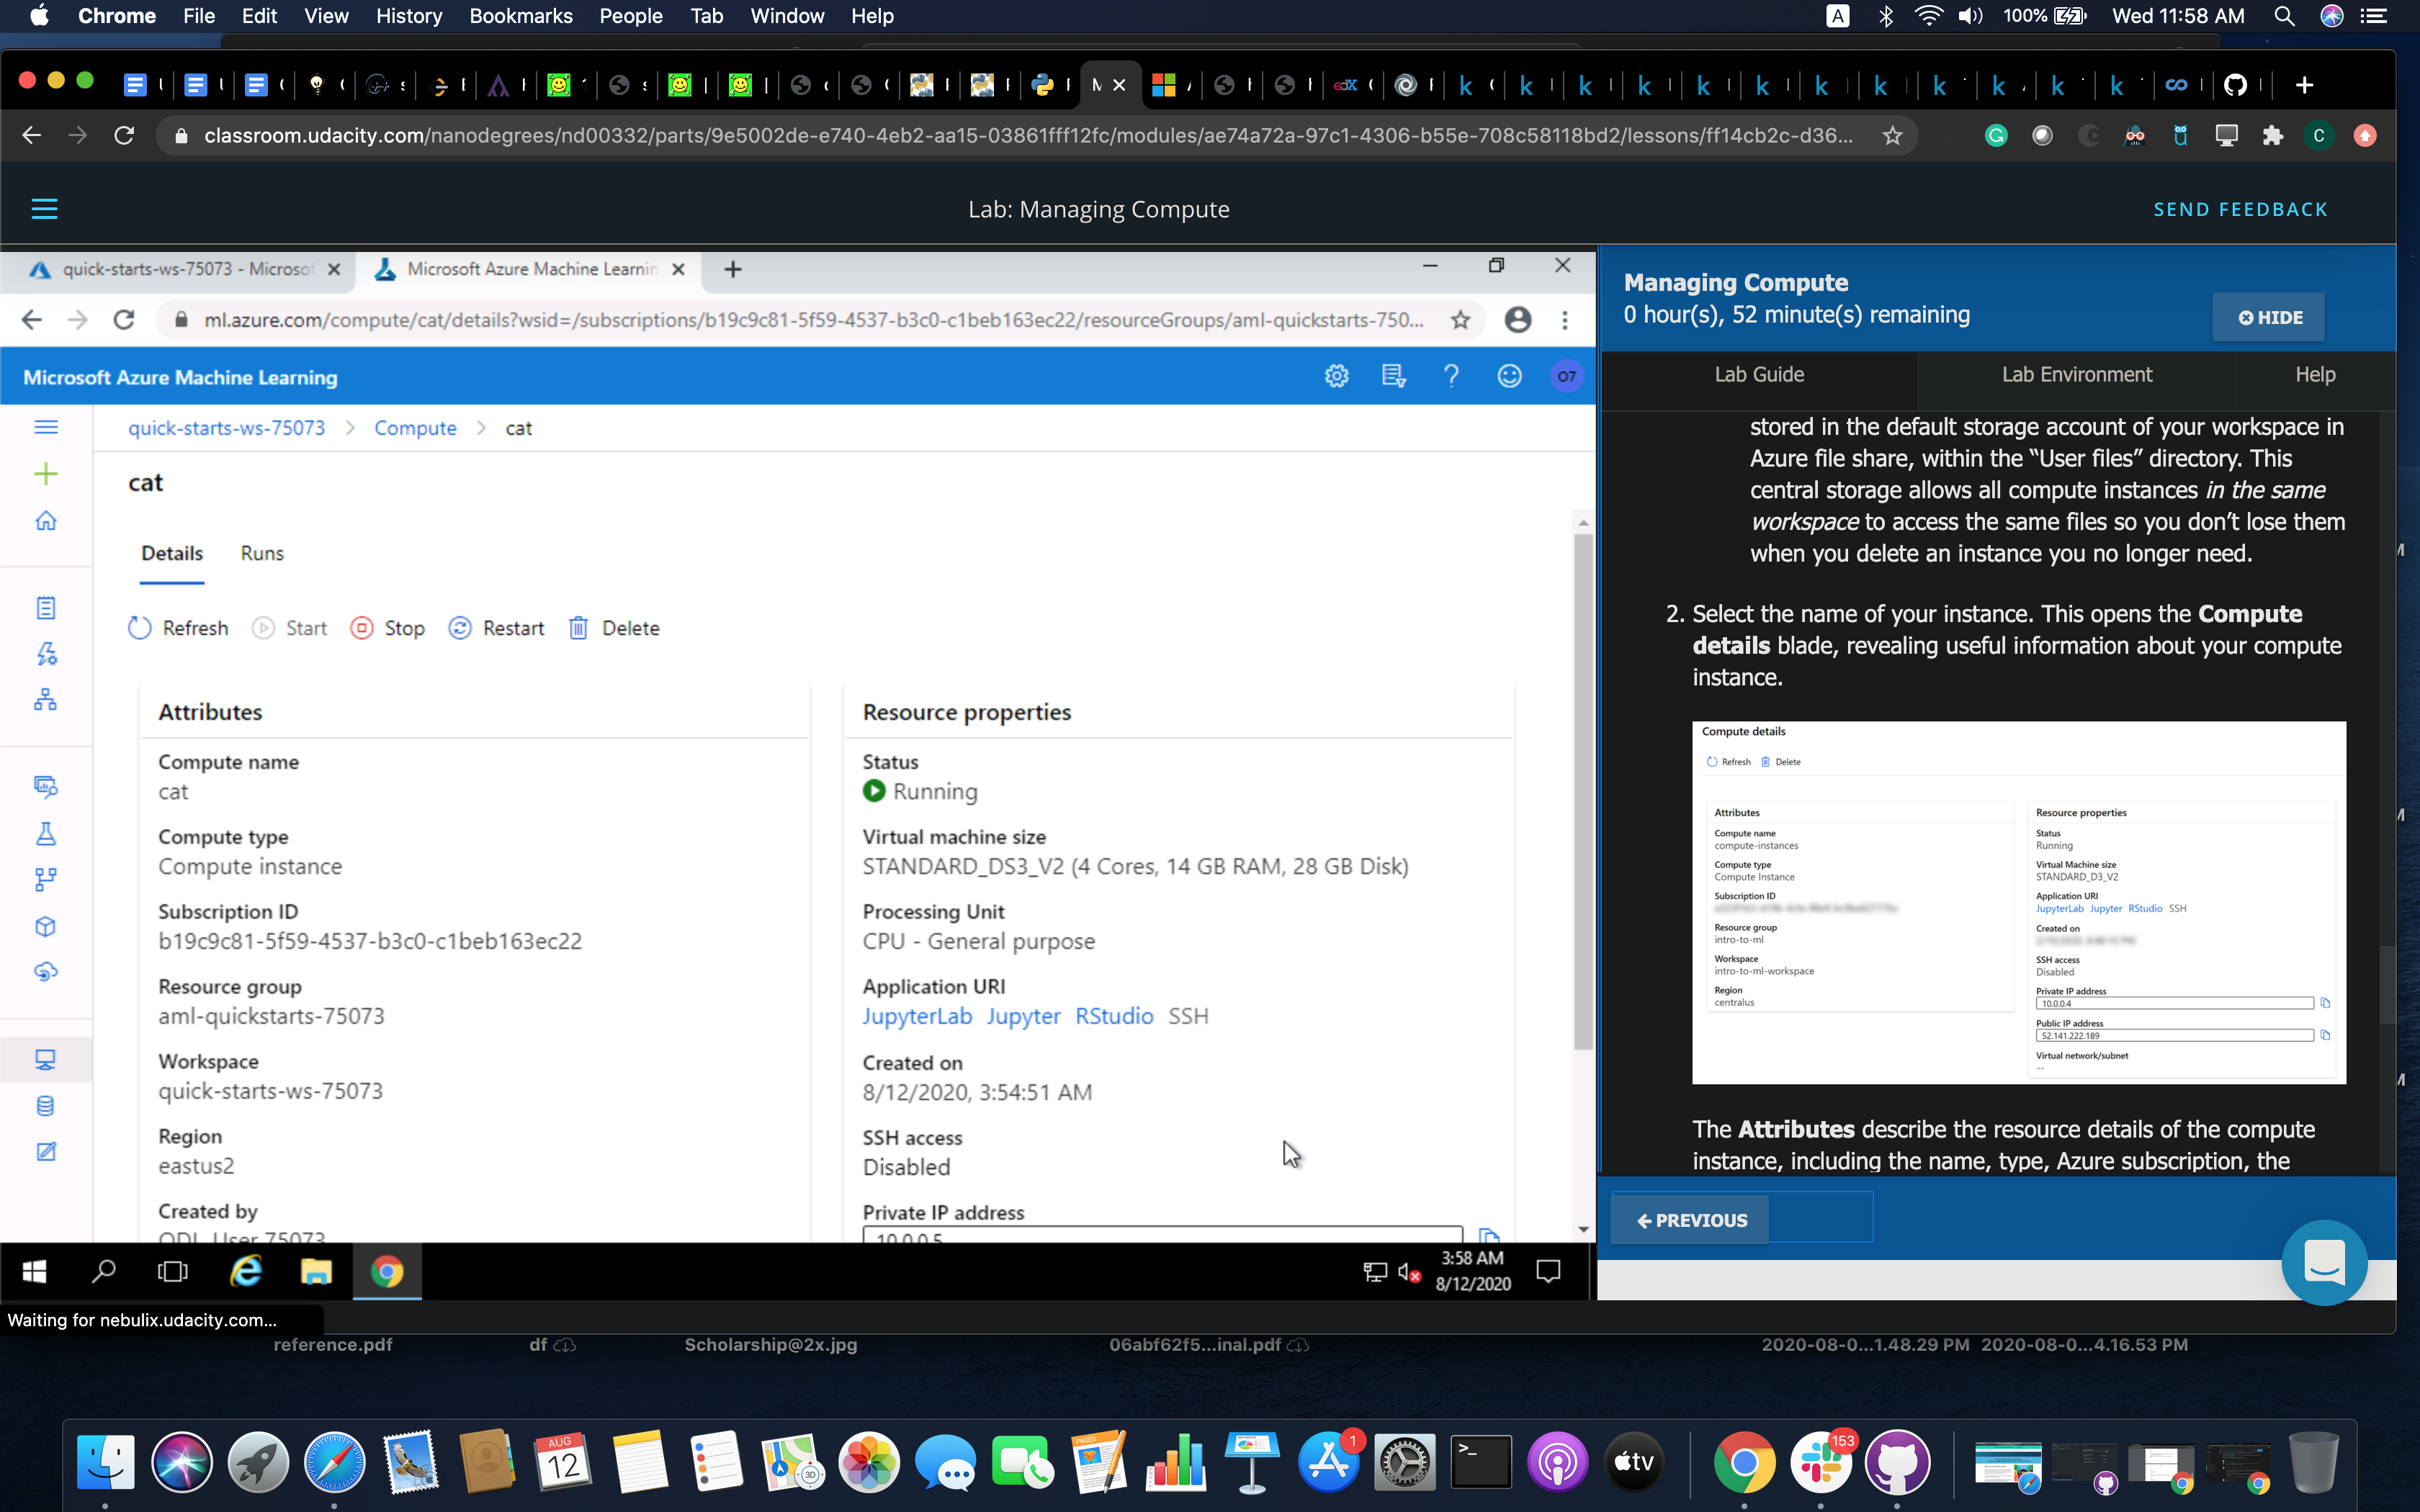 Chrome File Edit View History Bookmarks People Tab Window Help
A 100% Wed 11:58 AM
classroom.udacity.com/nanodegrees/nd00332/parts/9e5002de-e740-4eb2-aa15-03861fff12fc/modules/ae74a72a-97c1-4306-b55e-708c58118bd2/lessons/ff14cb2c-d36...
Lab: Managing Compute
SEND FEEDBACK
quick-starts-ws-75073 - Microsof
Microsoft Azure Machine Learnin
ml.azure.com/compute/cat/details?wsid=/subscriptions/b19c9c81-5f59-4537-b3c0-c1beb163ec22/resourceGroups/aml-quickstarts-750...
Microsoft Azure Machine Learning
07
quick-starts-ws-75073 > Compute > cat
cat
Details Runs
Refresh Start Stop Restart Delete
Attributes
Compute name
cat
Compute type
Compute instance
Subscription ID
b19c9c81-5f59-4537-b3c0-c1beb163ec22
Resource group
aml-quickstarts-75073
Workspace
quick-starts-ws-75073
Region
eastus2
Created by
ODL_User 75073
Resource properties
Status
Running
Virtual machine size
STANDARD_DS3_V2 (4 Cores, 14 GB RAM, 28 GB Disk)
Processing Unit
CPU - General purpose
Application URI
JupyterLab Jupyter RStudio SSH
Created on
8/12/2020, 3:54:51 AM
SSH access
Disabled
Private IP address
10.0.0.5
3:58 AM
8/12/2020
Managing Compute
0 hour(s), 52 minute(s) remaining
HIDE
Lab Guide Lab Environment Help
stored in the default storage account of your workspace in
Azure file share, within the “User files” directory. This
central storage allows all compute instances in the same
workspace to access the same files so you don’t lose them
when you delete an instance you no longer need.
2. Select the name of your instance. This opens the Compute
details blade, revealing useful information about your compute
instance.
Compute details
Refresh Delete
Attributes
Compute name
compute-instances
Compute type
Compute Instance
Subscription ID
Resource group
intro-to-ml
Workspace
intro-to-ml-workspace
Region
centralus
Resource properties
Status
Running
Virtual Machine size
STANDARD_D3_V2
Application URI
JupyterLab Jupyter RStudio SSH
Created on
SSH access
Disabled
Private IP address
10.0.0.4
Public IP address
52.141.222.189
Virtual network/subnet
--
The Attributes describe the resource details of the compute
instance, including the name, type, Azure subscription, the
PREVIOUS
Waiting for nebulix.udacity.com...
reference.pdf
df
Scholarship@2x.jpg
06abf62f5...inal.pdf
2020-08-0...1.48.29 PM
2020-08-0...4.16.53 PM
AUG
12
PAGES
3D
1
>_
tv
153